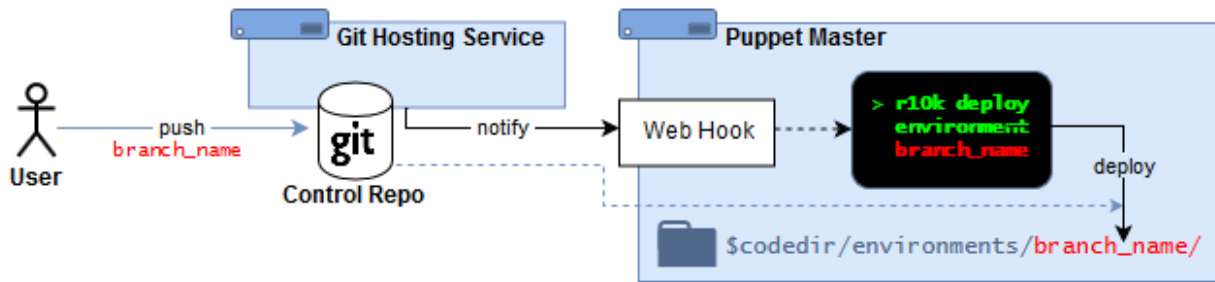 Git Hosting Service
Puppet Master
User
push
branch_name
git
Control Repo
notify
Web Hook
> r10k deploy
environment
branch_name
deploy
$codedir/environments/branch_name/